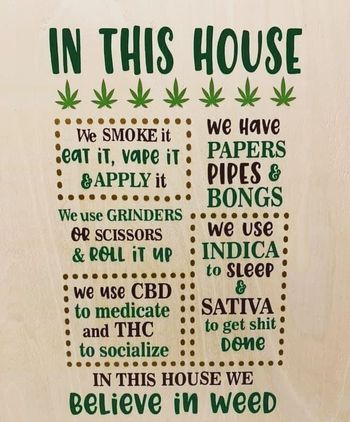 IN THIS HOUSE
We SMOKE it
eat it, vape it
& APPLY it
We Have
PAPERS
PIPES &
BONGS
We use GRINDERS
OR SCISSORS
& ROLL it UP
We use
INDICA
to SLeeP
&
SATIVA
to get shit
DONe
We use CBD
to medicate
and THC
to socialize
IN THIS HOUSE WE
BeLieve in WeeD